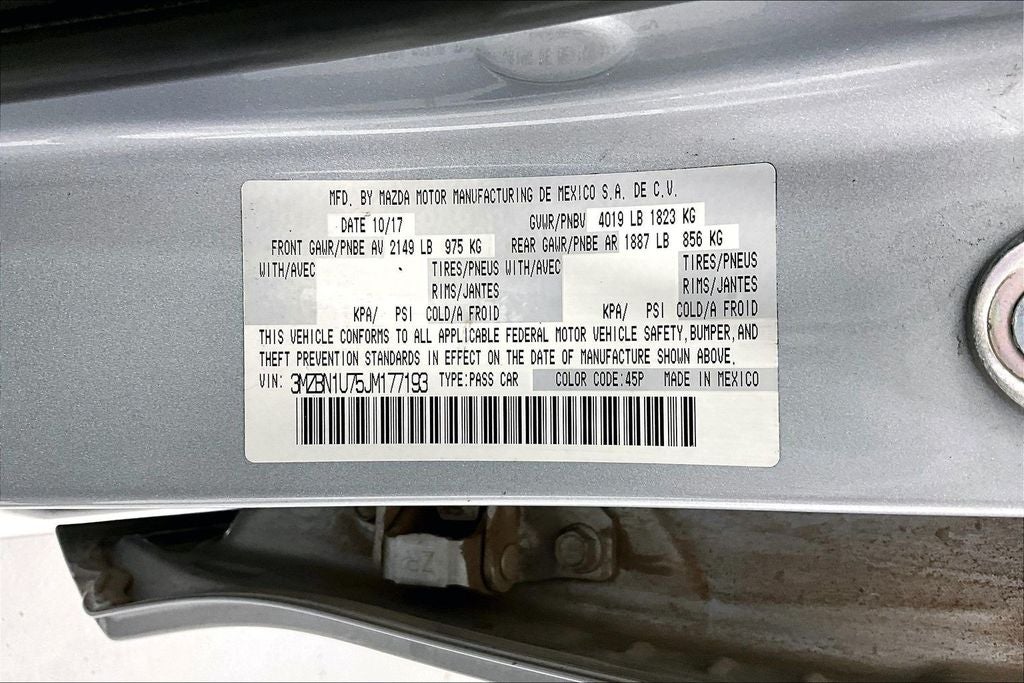 MFD. BY MAZDA MOTOR MANUFACTURING DE MEXICO S.A. DE C.V.
DATE 10/17 GVWR/PNBV 4019 LB 1823 KG
FRONT GAWR/PNBE AV 2149 LB 975 KG REAR GAWR/PNBE AR 1887 LB 856 KG
WITH/AVEC TIRES/PNEUS WITH/AVEC TIRES/PNEUS
RIMS/JANTES RIMS/JANTES
KPA/ PSI COLD/A FROID KPA/ PSI COLD/A FROID
THIS VEHICLE CONFORMS TO ALL APPLICABLE FEDERAL MOTOR VEHICLE SAFETY, BUMPER, AND
THEFT PREVENTION STANDARDS IN EFFECT ON THE DATE OF MANUFACTURE SHOWN ABOVE.
VIN: 3MZBN1U75JM177193 TYPE:PASS CAR COLOR CODE:45P MADE IN MEXICO
ZR